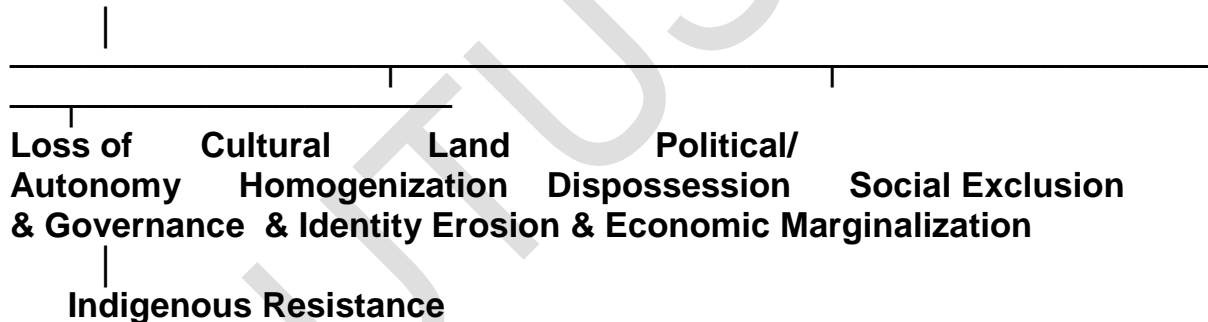 Loss of Cultural Land Political/
Autonomy Homogenization Dispossession Social Exclusion
& Governance & Identity Erosion & Economic Marginalization
Indigenous Resistance